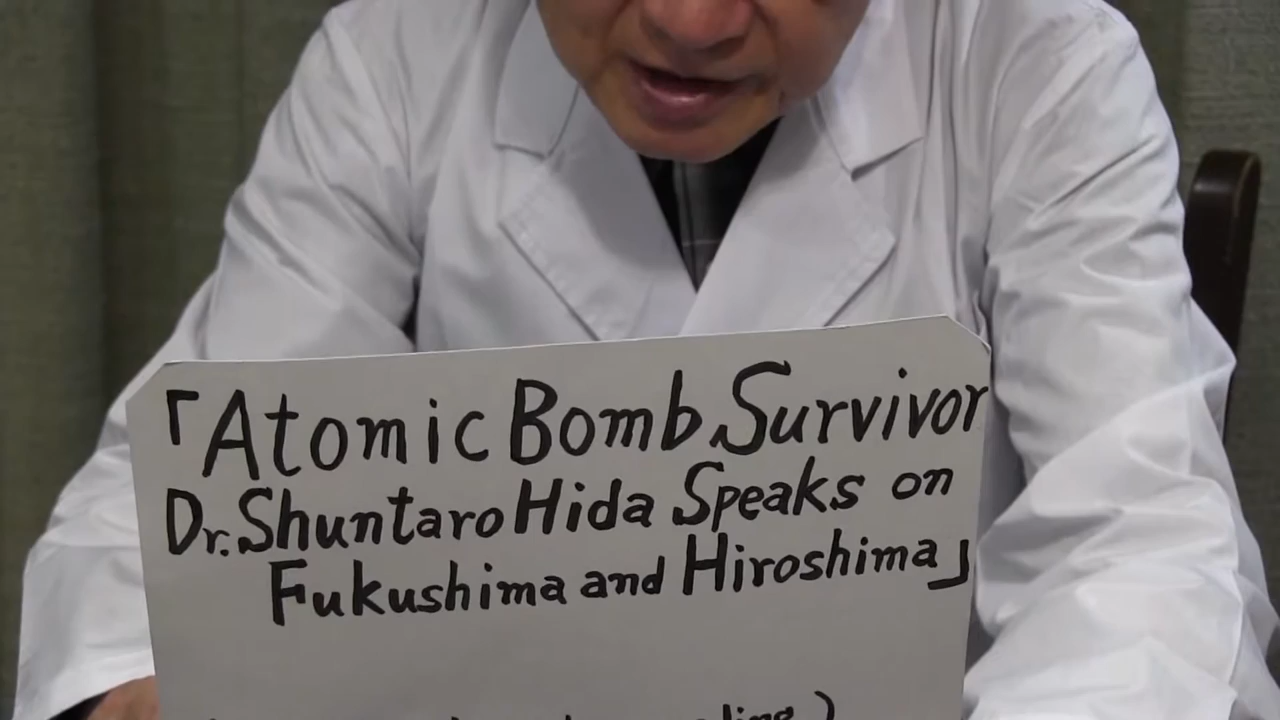 「Atomic Bomb Survivor
Dr. Shuntaro Hida Speaks on
Fukushima and Hiroshima」